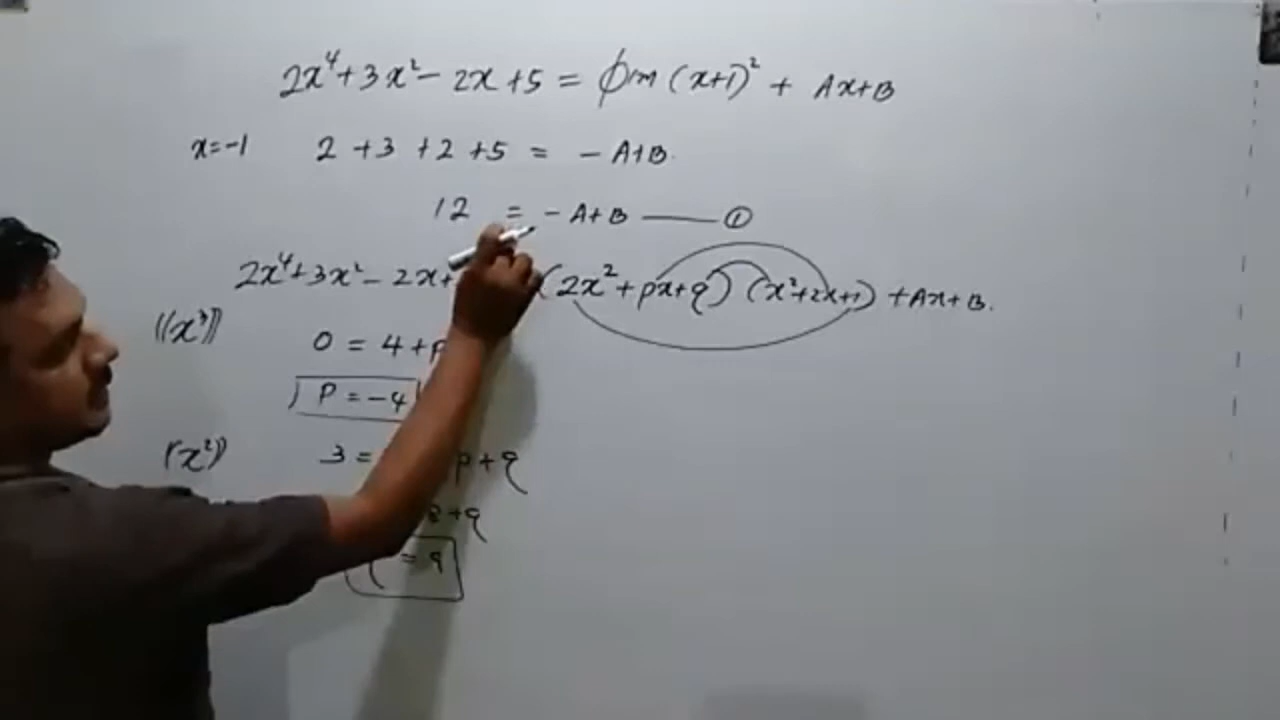 2x⁴+3x²- 2x +5 = (x+1)² + Ax+B
x=-1 2 +3 +2 +5 = - A+B
12 = - A+B —— ①
2x⁴+3x²- 2x+ (2x²+px+q) (x²+2x+1) +Ax+B.
((x³)) 0 = 4+p
P = -4
(x²)) 3 = p+q
8+q
= q